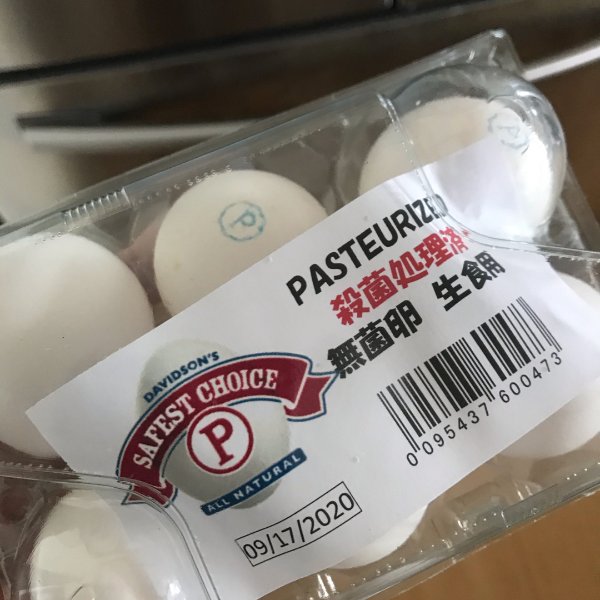 PASTEURIZED
殺菌処理済
無菌卵 生食用
DAVIDSON'S
SAFEST CHOICE
P
ALL NATURAL
0 095437 600473
09/17/2020
P
P